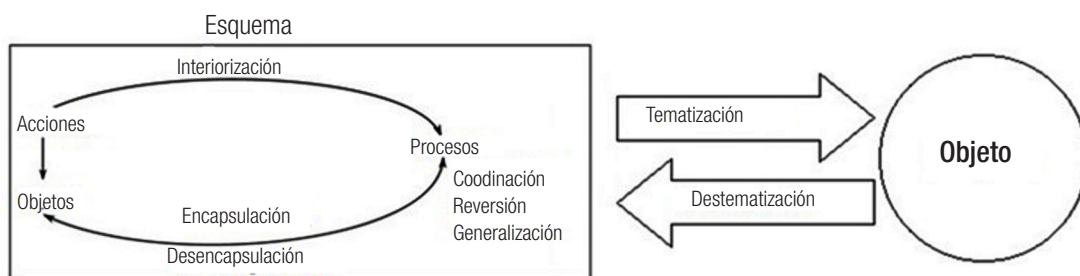 Esquema
Interiorización
Acciones
Procesos
Objetos
Coodinación
Reversión
Generalización
Encapsulación
Desencapsulación
Tematización
Destematización
Objeto